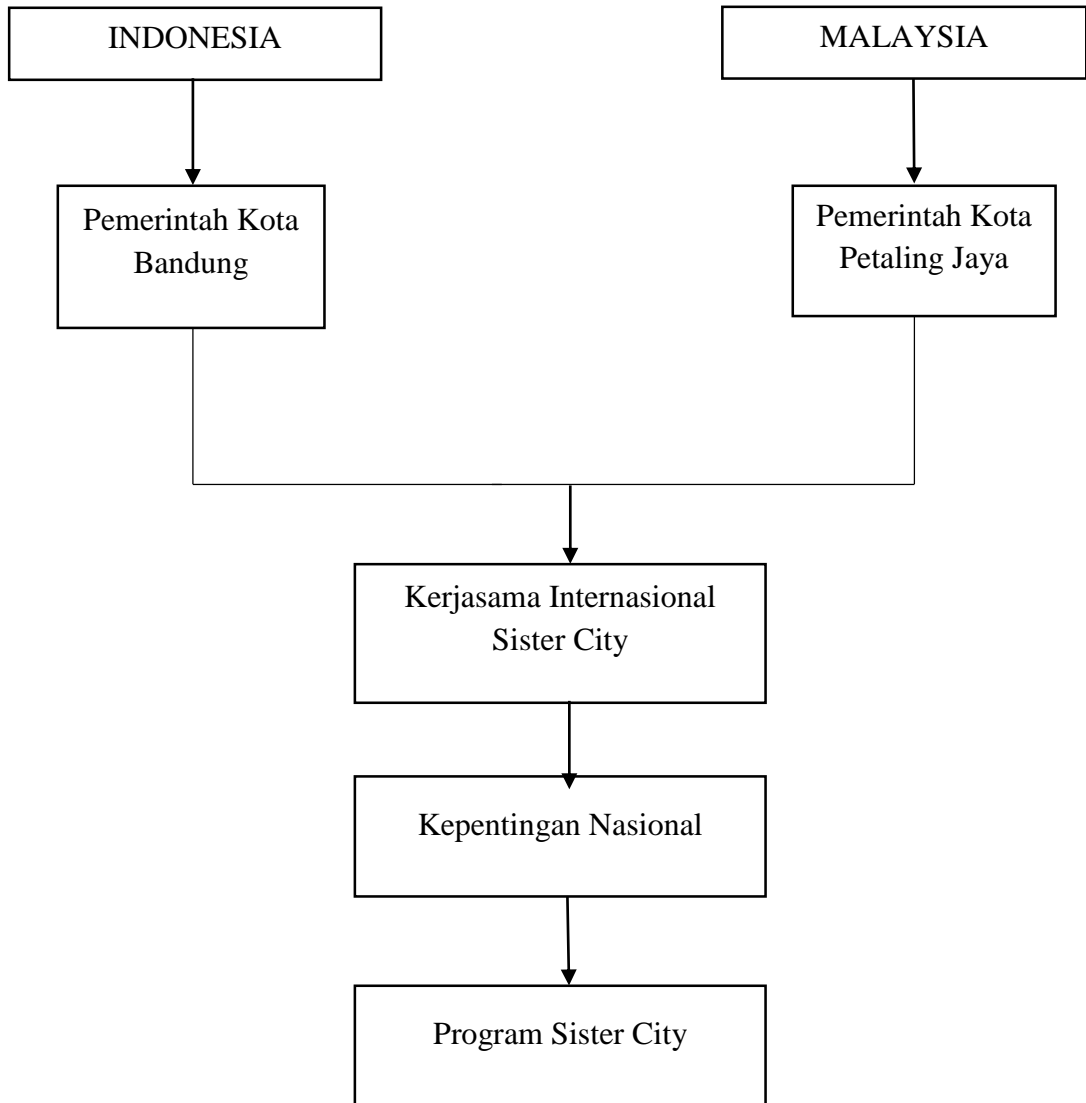 INDONESIA
MALAYSIA
Pemerintah Kota
Bandung
Pemerintah Kota
Petaling Jaya
Kerjasama Internasional
Sister City
Kepentingan Nasional
Program Sister City